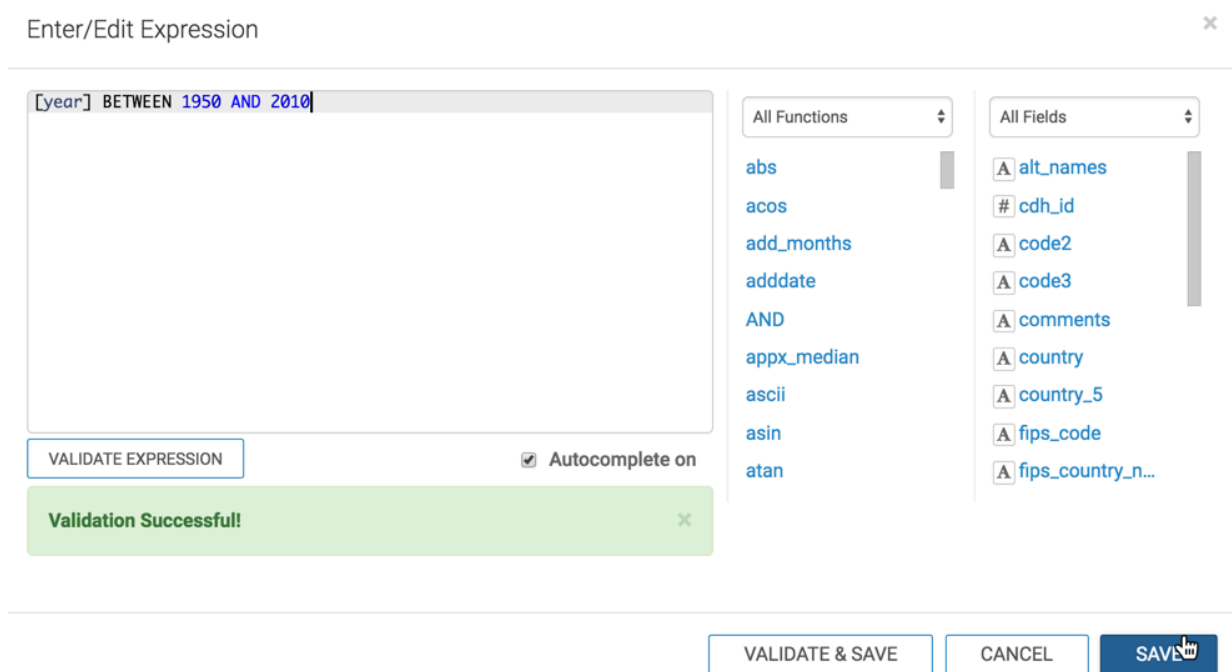 Enter/Edit Expression
×
[year] BETWEEN 1950 AND 2010
VALIDATE EXPRESSION
Autocomplete on
Validation Successful!
×
All Functions
abs
acos
add_months
adddate
AND
appx_median
ascii
asin
atan
All Fields
A alt_names
# cdh_id
A code2
A code3
A comments
A country
A country_5
A fips_code
A fips_country_n...
VALIDATE & SAVE
CANCEL
SAVE